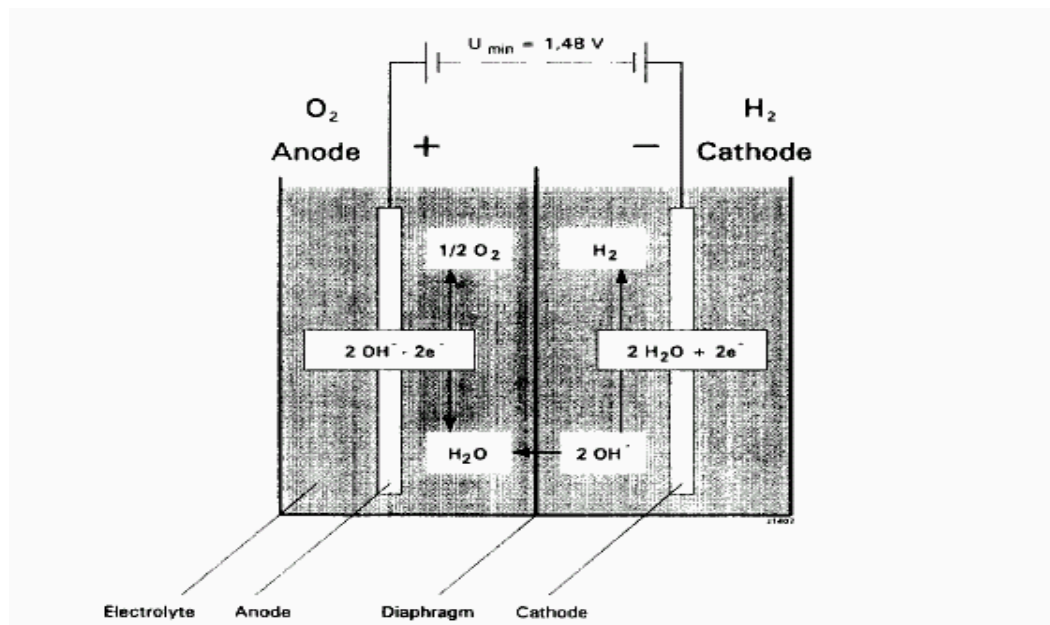 U min = 1,48 V
O₂
Anode
+
−
H₂
Cathode
1/2 O₂
H₂
2 OH⁻ - 2e⁻
2 H₂O + 2e⁻
H₂O
2 OH⁻
Electrolyte
Anode
Diaphragm
Cathode